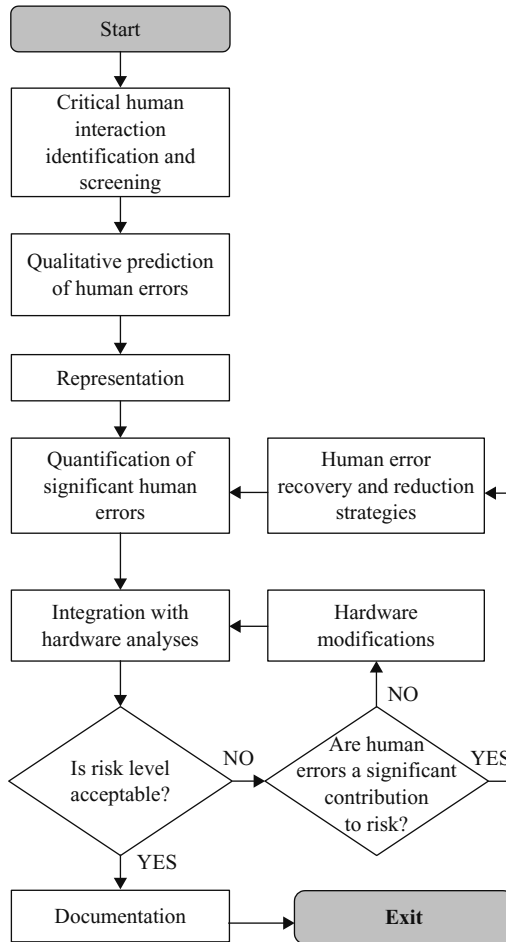 Start
Critical human
interaction
identification and
screening
Qualitative prediction
of human errors
Representation
Quantification of
significant human
errors
Human error
recovery and reduction
strategies
Integration with
hardware analyses
Hardware
modifications
NO
Is risk level
acceptable?
NO
Are human
errors a significant
contribution
to risk?
YES
YES
Documentation
Exit